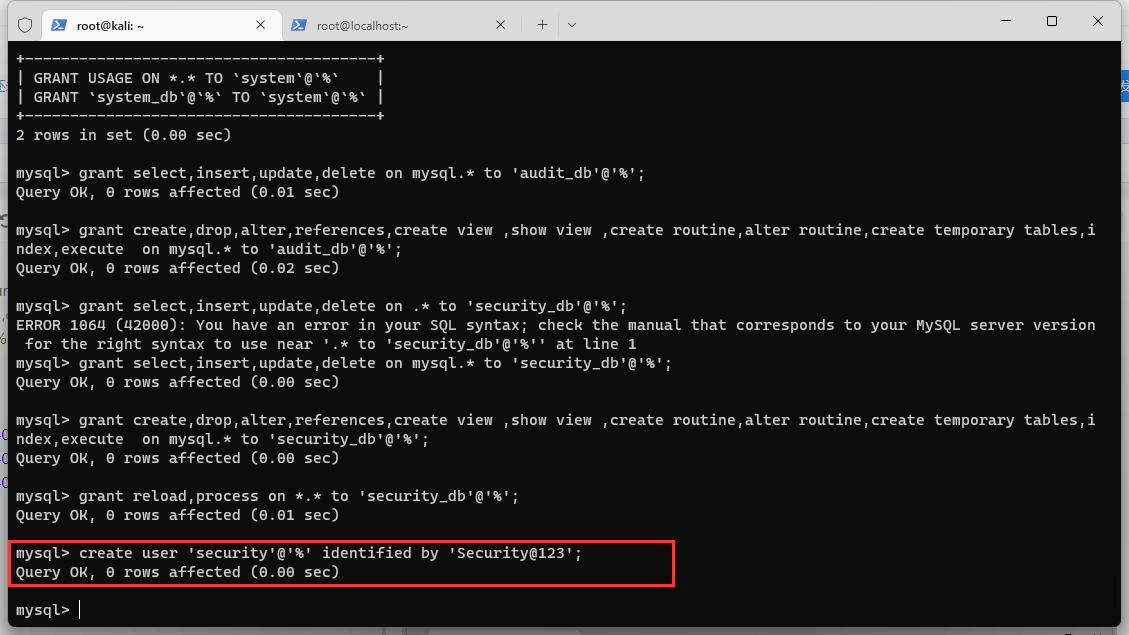 root@kali: ~
root@localhost:~
+---------------------------------------+
| GRANT USAGE ON *.* TO `system`@`%`    |
| GRANT `system_db`@`%` TO `system`@`%` |
+---------------------------------------+
2 rows in set (0.00 sec)
mysql> grant select,insert,update,delete on mysql.* to 'audit_db'@'%';
Query OK, 0 rows affected (0.01 sec)
mysql> grant create,drop,alter,references,create view ,show view ,create routine,alter routine,create temporary tables,i
ndex,execute  on mysql.* to 'audit_db'@'%';
Query OK, 0 rows affected (0.02 sec)
mysql> grant select,insert,update,delete on .* to 'security_db'@'%';
ERROR 1064 (42000): You have an error in your SQL syntax; check the manual that corresponds to your MySQL server version
 for the right syntax to use near '.* to 'security_db'@'%'' at line 1
mysql> grant select,insert,update,delete on mysql.* to 'security_db'@'%';
Query OK, 0 rows affected (0.00 sec)
mysql> grant create,drop,alter,references,create view ,show view ,create routine,alter routine,create temporary tables,i
ndex,execute  on mysql.* to 'security_db'@'%';
Query OK, 0 rows affected (0.00 sec)
mysql> grant reload,process on *.* to 'security_db'@'%';
Query OK, 0 rows affected (0.01 sec)
mysql> create user 'security'@'%' identified by 'Security@123';
Query OK, 0 rows affected (0.00 sec)
mysql>